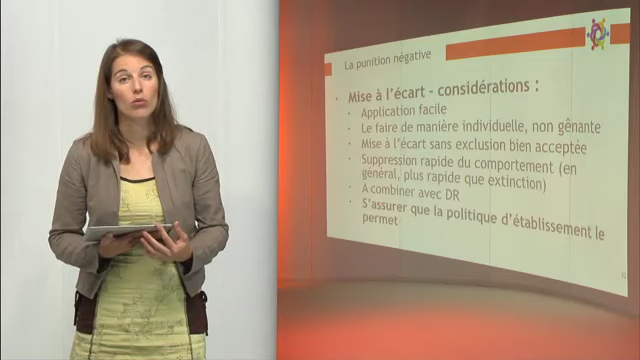 La punition négative
Mise à l'écart - considérations :
Application facile
Le faire de manière individuelle, non gênante
Mise à l'écart sans exclusion bien acceptée
Suppression rapide du comportement (en
général, plus rapide que extinction)
A combiner avec DR
S'assurer que la politique d'établissement le
permet